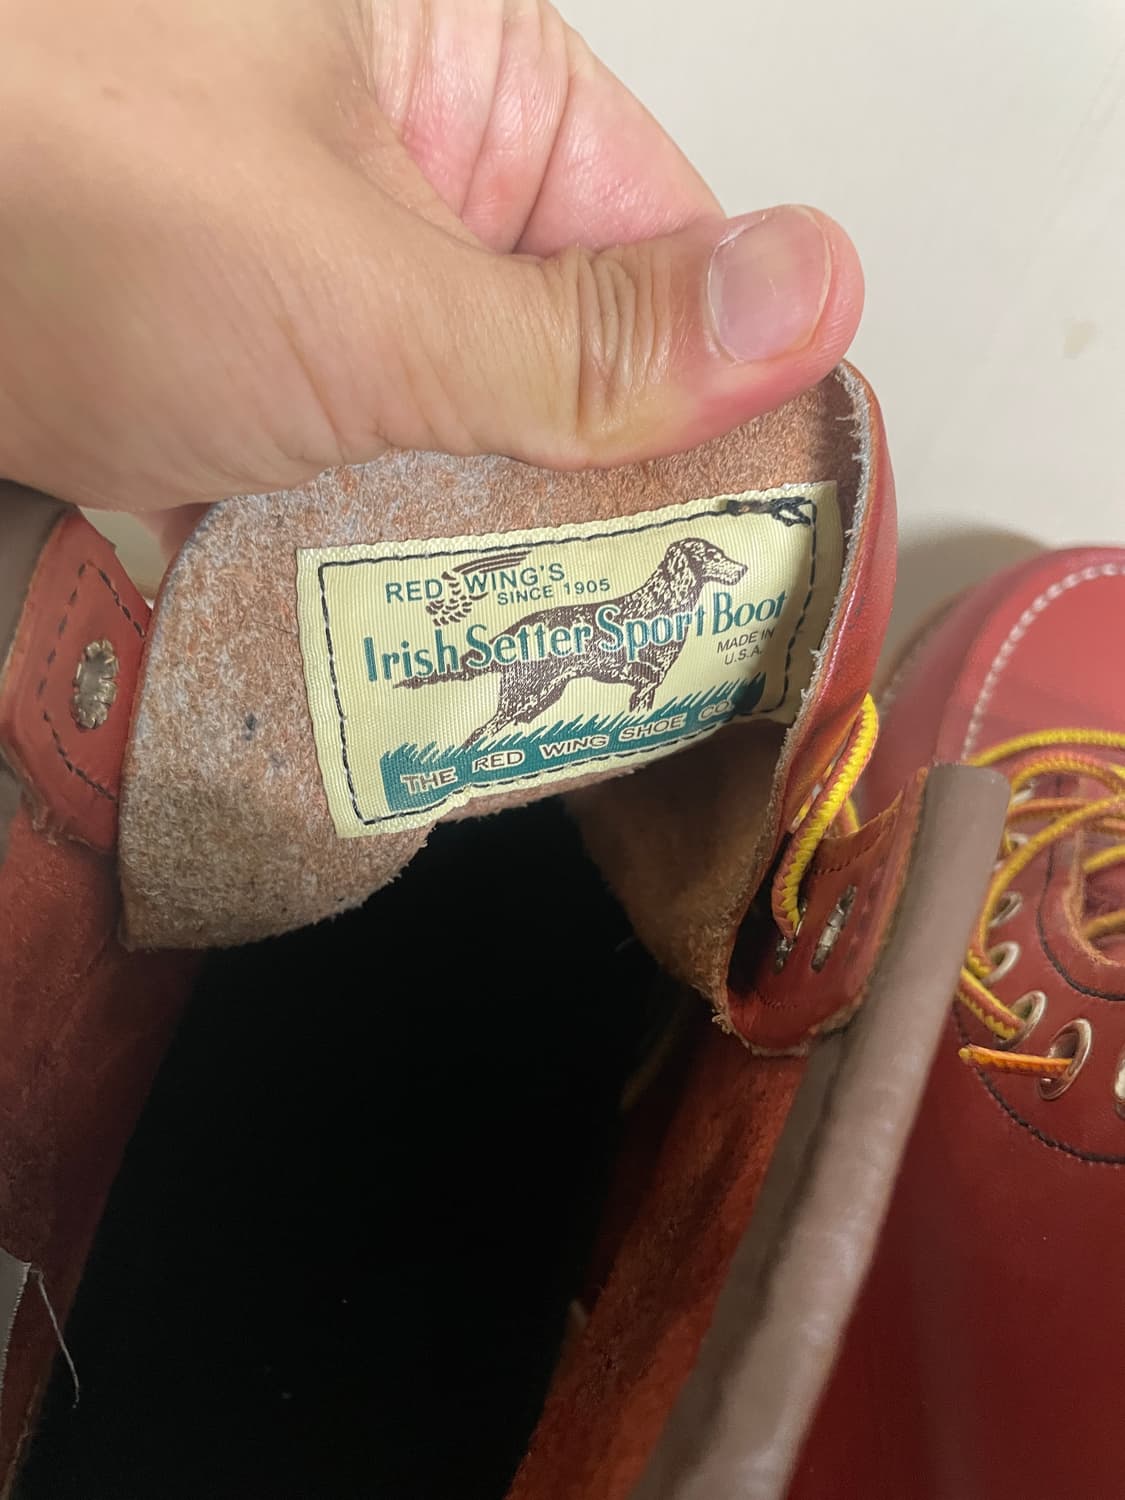 RED WING'S
SINCE 1905
Irish Setter Sport Boot
MADE IN
U.S.A.
THE RED WING SHOE CO.